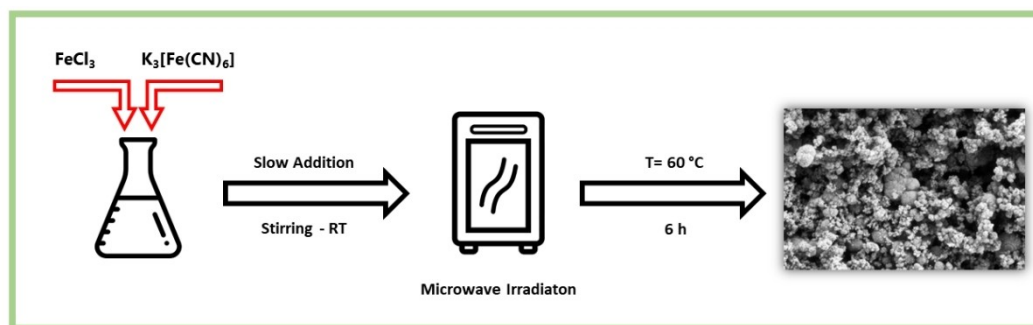 FeCl₃
K₃[Fe(CN)₆]
Slow Addition
Stirring - RT
Microwave Irradiaton
T= 60 °C
6 h